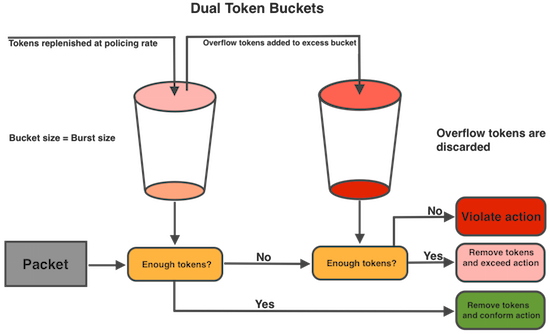 Dual Token Buckets
Tokens replenished at policing rate
Overflow tokens added to excess bucket
Bucket size = Burst size
Overflow tokens are
discarded
No
Violate action
Packet
Enough tokens?
No
Enough tokens?
Yes
Remove tokens
and exceed action
Yes
Remove tokens
and conform action